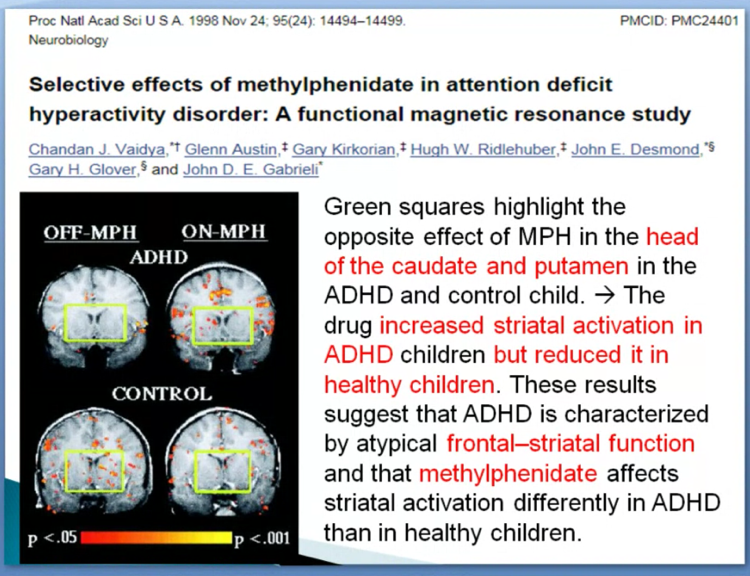 Proc Natl Acad Sci U S A. 1998 Nov 24; 95(24): 14494–14499.
PMCID: PMC24401
Neurobiology
Selective effects of methylphenidate in attention deficit
hyperactivity disorder: A functional magnetic resonance study
Chandan J. Vaidya,*† Glenn Austin,‡ Gary Kirkorian,‡ Hugh W. Ridlehuber,‡ John E. Desmond,*§
Gary H. Glover,§ and John D. E. Gabrieli*
OFF-MPH
ON-MPH
ADHD
CONTROL
p <.05
p <.001
Green squares highlight the
opposite effect of MPH in the head
of the caudate and putamen in the
ADHD and control child. → The
drug increased striatal activation in
ADHD children but reduced it in
healthy children. These results
suggest that ADHD is characterized
by atypical frontal–striatal function
and that methylphenidate affects
striatal activation differently in ADHD
than in healthy children.